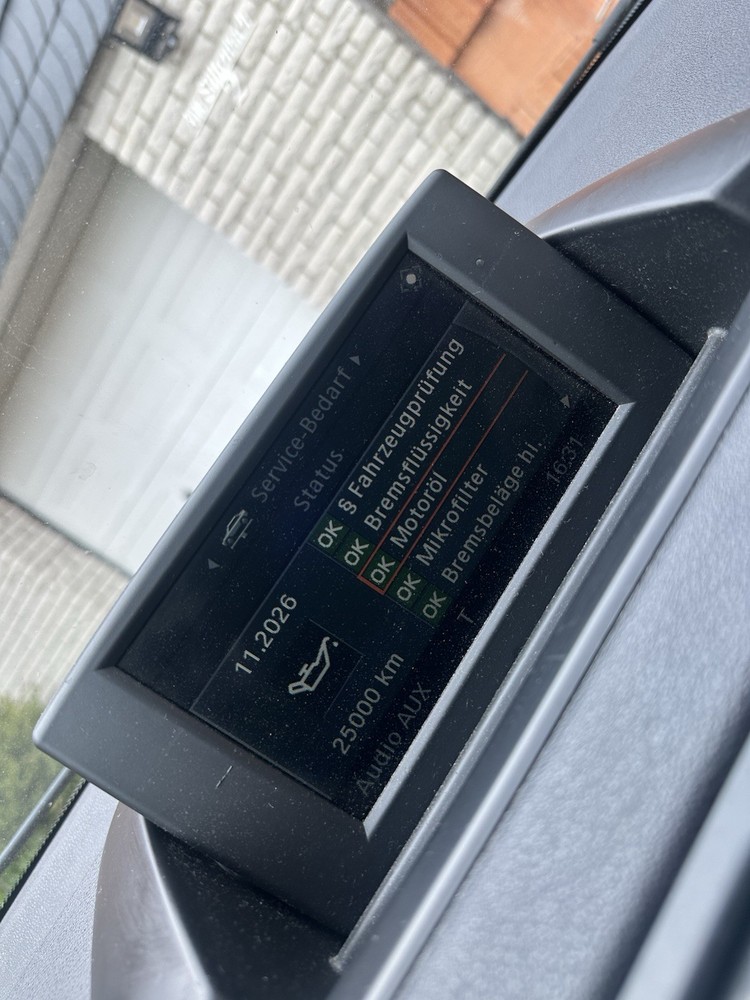 Service-Bedarf
Status
11.2026
25000 km
OK § Fahrzeugprüfung
OK Bremsflüssigkeit
OK Motoröl
OK Mikrofilter
OK Bremsbeläge hi.
Audio AUX
T
16:31
2